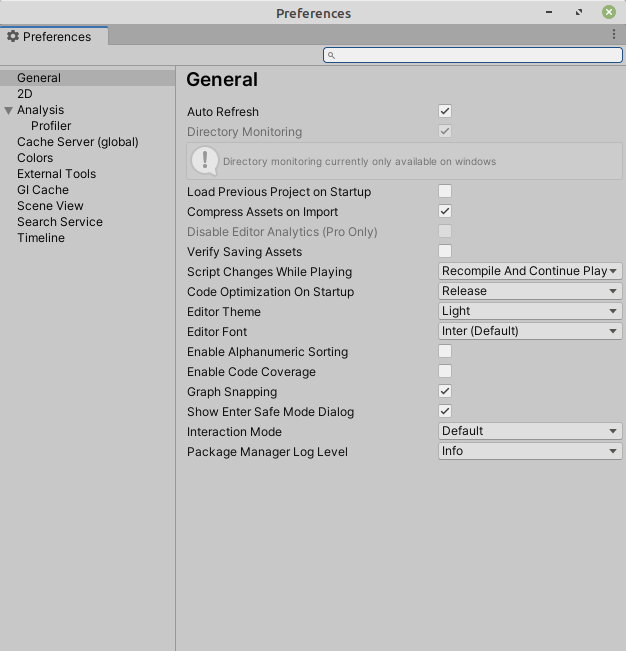 Preferences
Preferences
General
2D
Analysis
Profiler
Cache Server (global)
Colors
External Tools
GI Cache
Scene View
Search Service
Timeline
General
Auto Refresh
Directory Monitoring
Directory monitoring currently only available on windows
Load Previous Project on Startup
Compress Assets on Import
Disable Editor Analytics (Pro Only)
Verify Saving Assets
Script Changes While Playing Recompile And Continue Play
Code Optimization On Startup Release
Editor Theme Light
Editor Font Inter (Default)
Enable Alphanumeric Sorting
Enable Code Coverage
Graph Snapping
Show Enter Safe Mode Dialog
Interaction Mode Default
Package Manager Log Level Info